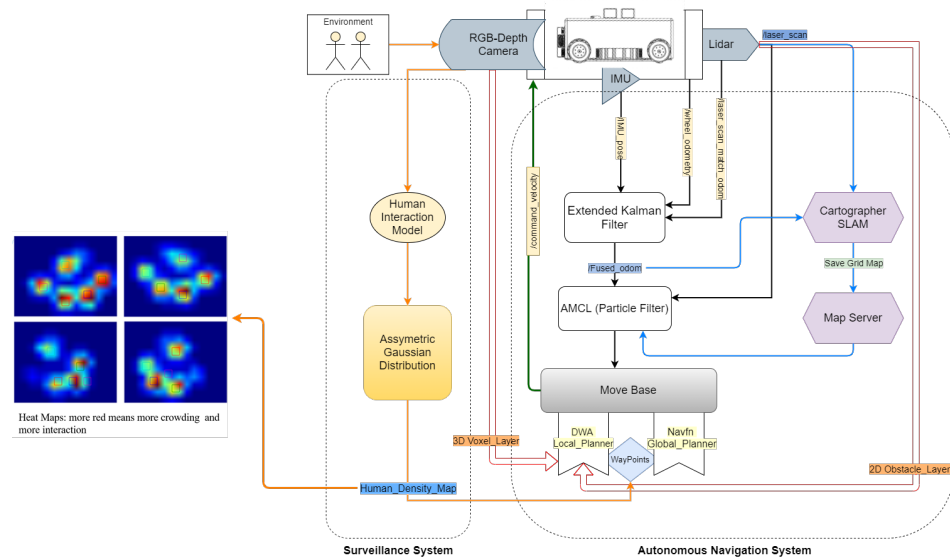 Environment
RGB-Depth
Camera
Lidar
/laser_scan
IMU
/IMU_pose
/wheel_odometry
/laser_scan_match_odom
/command_velocity
Human
Interaction
Model
Extended Kalman
Filter
Cartographer
SLAM
Save Grid Map
/Fused_odom
AMCL (Particle Filter)
Map Server
Assymetric
Gaussian
Distribution
Move Base
Heat Maps: more red means more crowding and
more interaction
DWA
Local_Planner
Navfn
Global_Planner
3D Voxel_Layer
WayPoints
2D Obstacle_Layer
Human_Density_Map
Surveillance System
Autonomous Navigation System